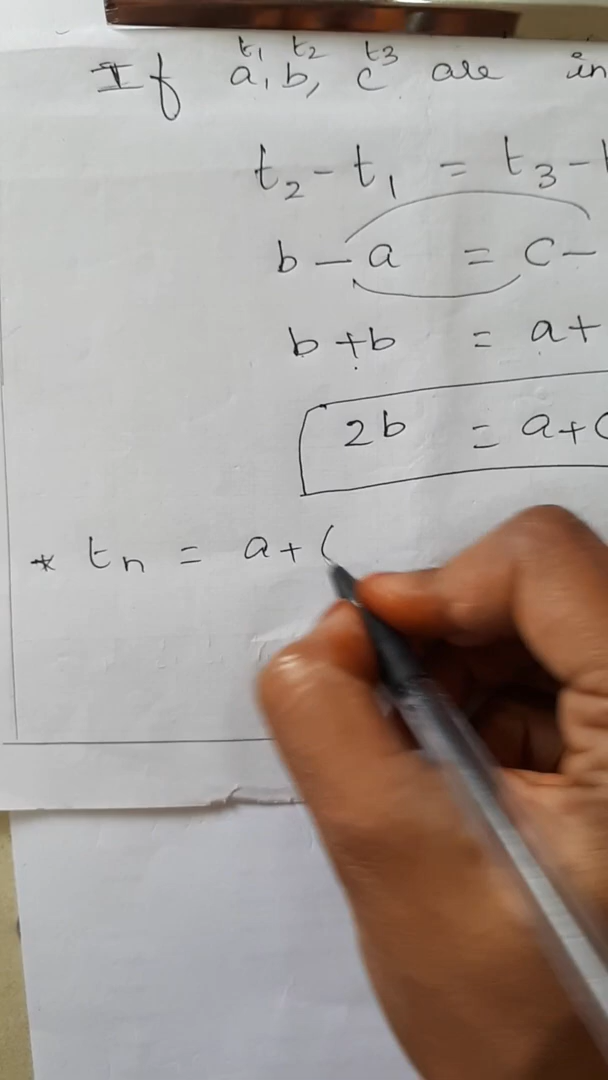 t₁ t₂ t₃
If a, b, c are in
t₂ - t₁ = t₃ -
b - a = c -
b + b = a +
2b = a + c
* tₙ = a + (